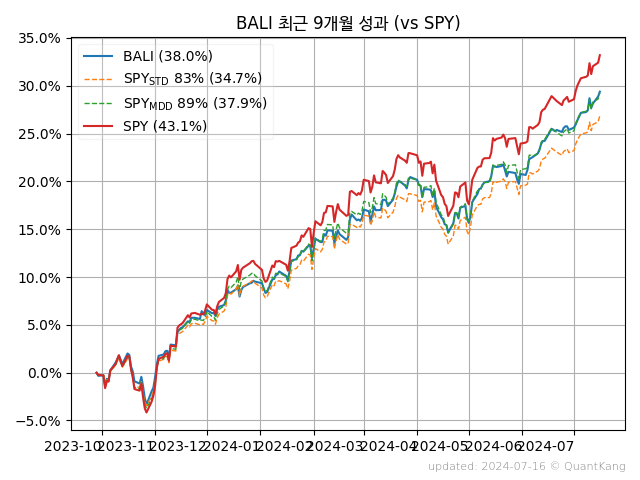 BALI 최근 9개월 성과 (vs SPY)
35.0%
30.0%
25.0%
20.0%
15.0%
10.0%
5.0%
0.0%
−5.0%
BALI (38.0%)
SPY_STD 83% (34.7%)
SPY_MDD 89% (37.9%)
SPY (43.1%)
2023-10 2023-11 2023-12 2024-01 2024-02 2024-03 2024-04 2024-05 2024-06 2024-07
updated: 2024-07-16 © QuantKang